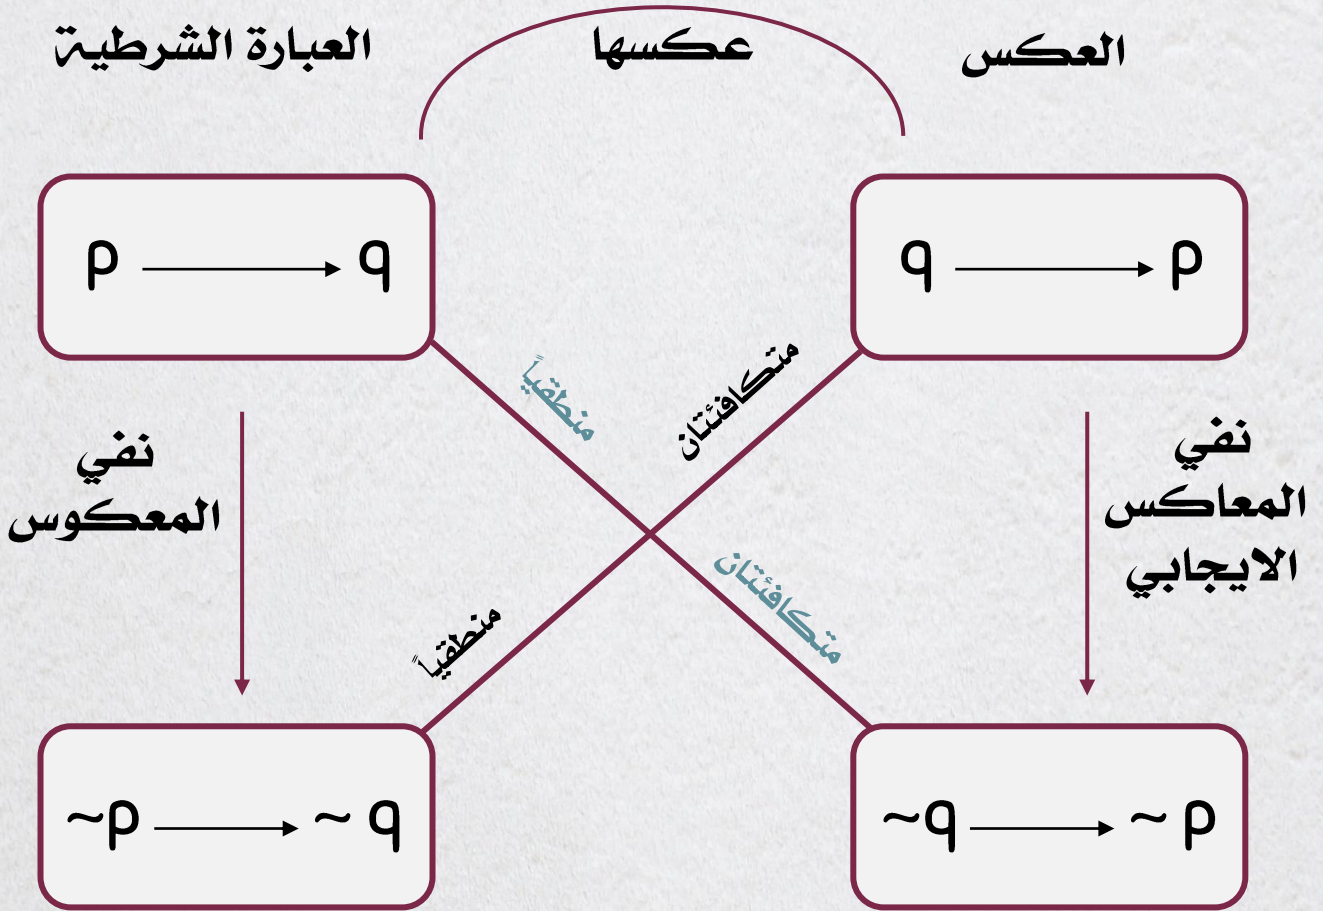 العبارة الشرطية
عكسها
العكس
p → q
q → p
منطقياً
متكافئتان
نفي
المعكوس
نفي
المعاكس
الايجابي
منطقياً
متكافئتان
~p → ~ q
~q → ~ p